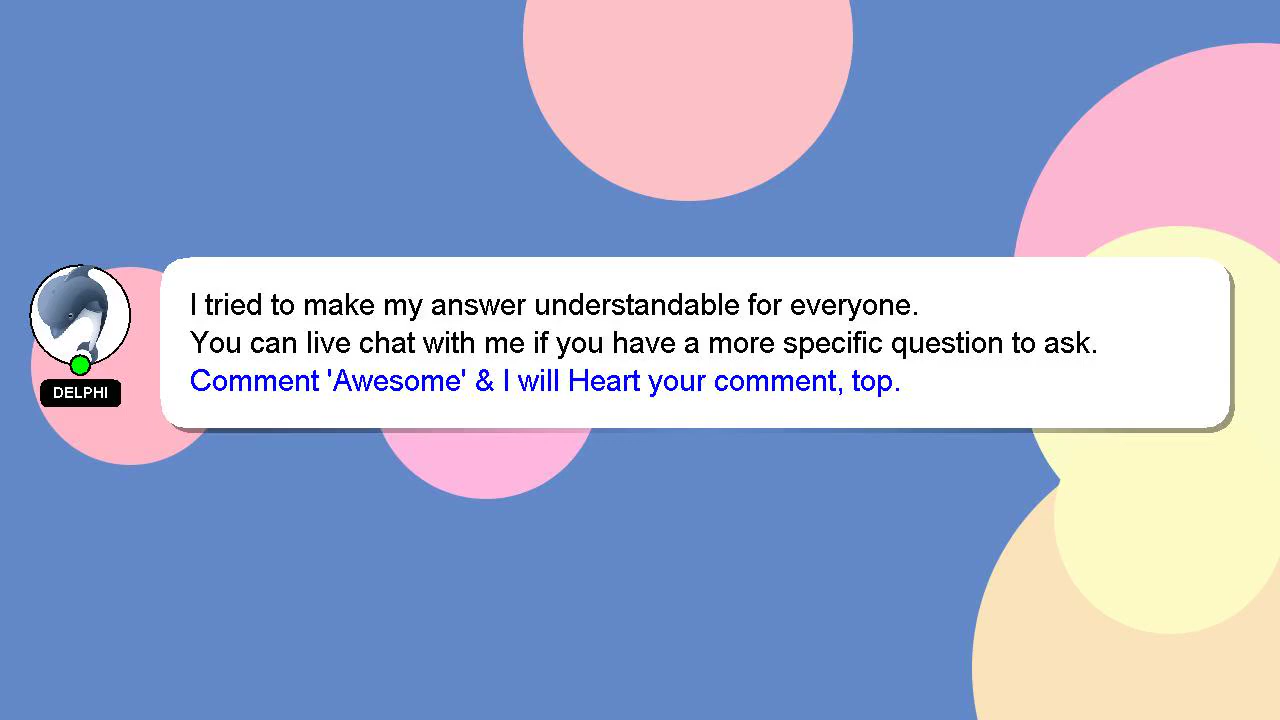 I tried to make my answer understandable for everyone.
You can live chat with me if you have a more specific question to ask.
Comment 'Awesome' & I will Heart your comment, top.
DELPHI